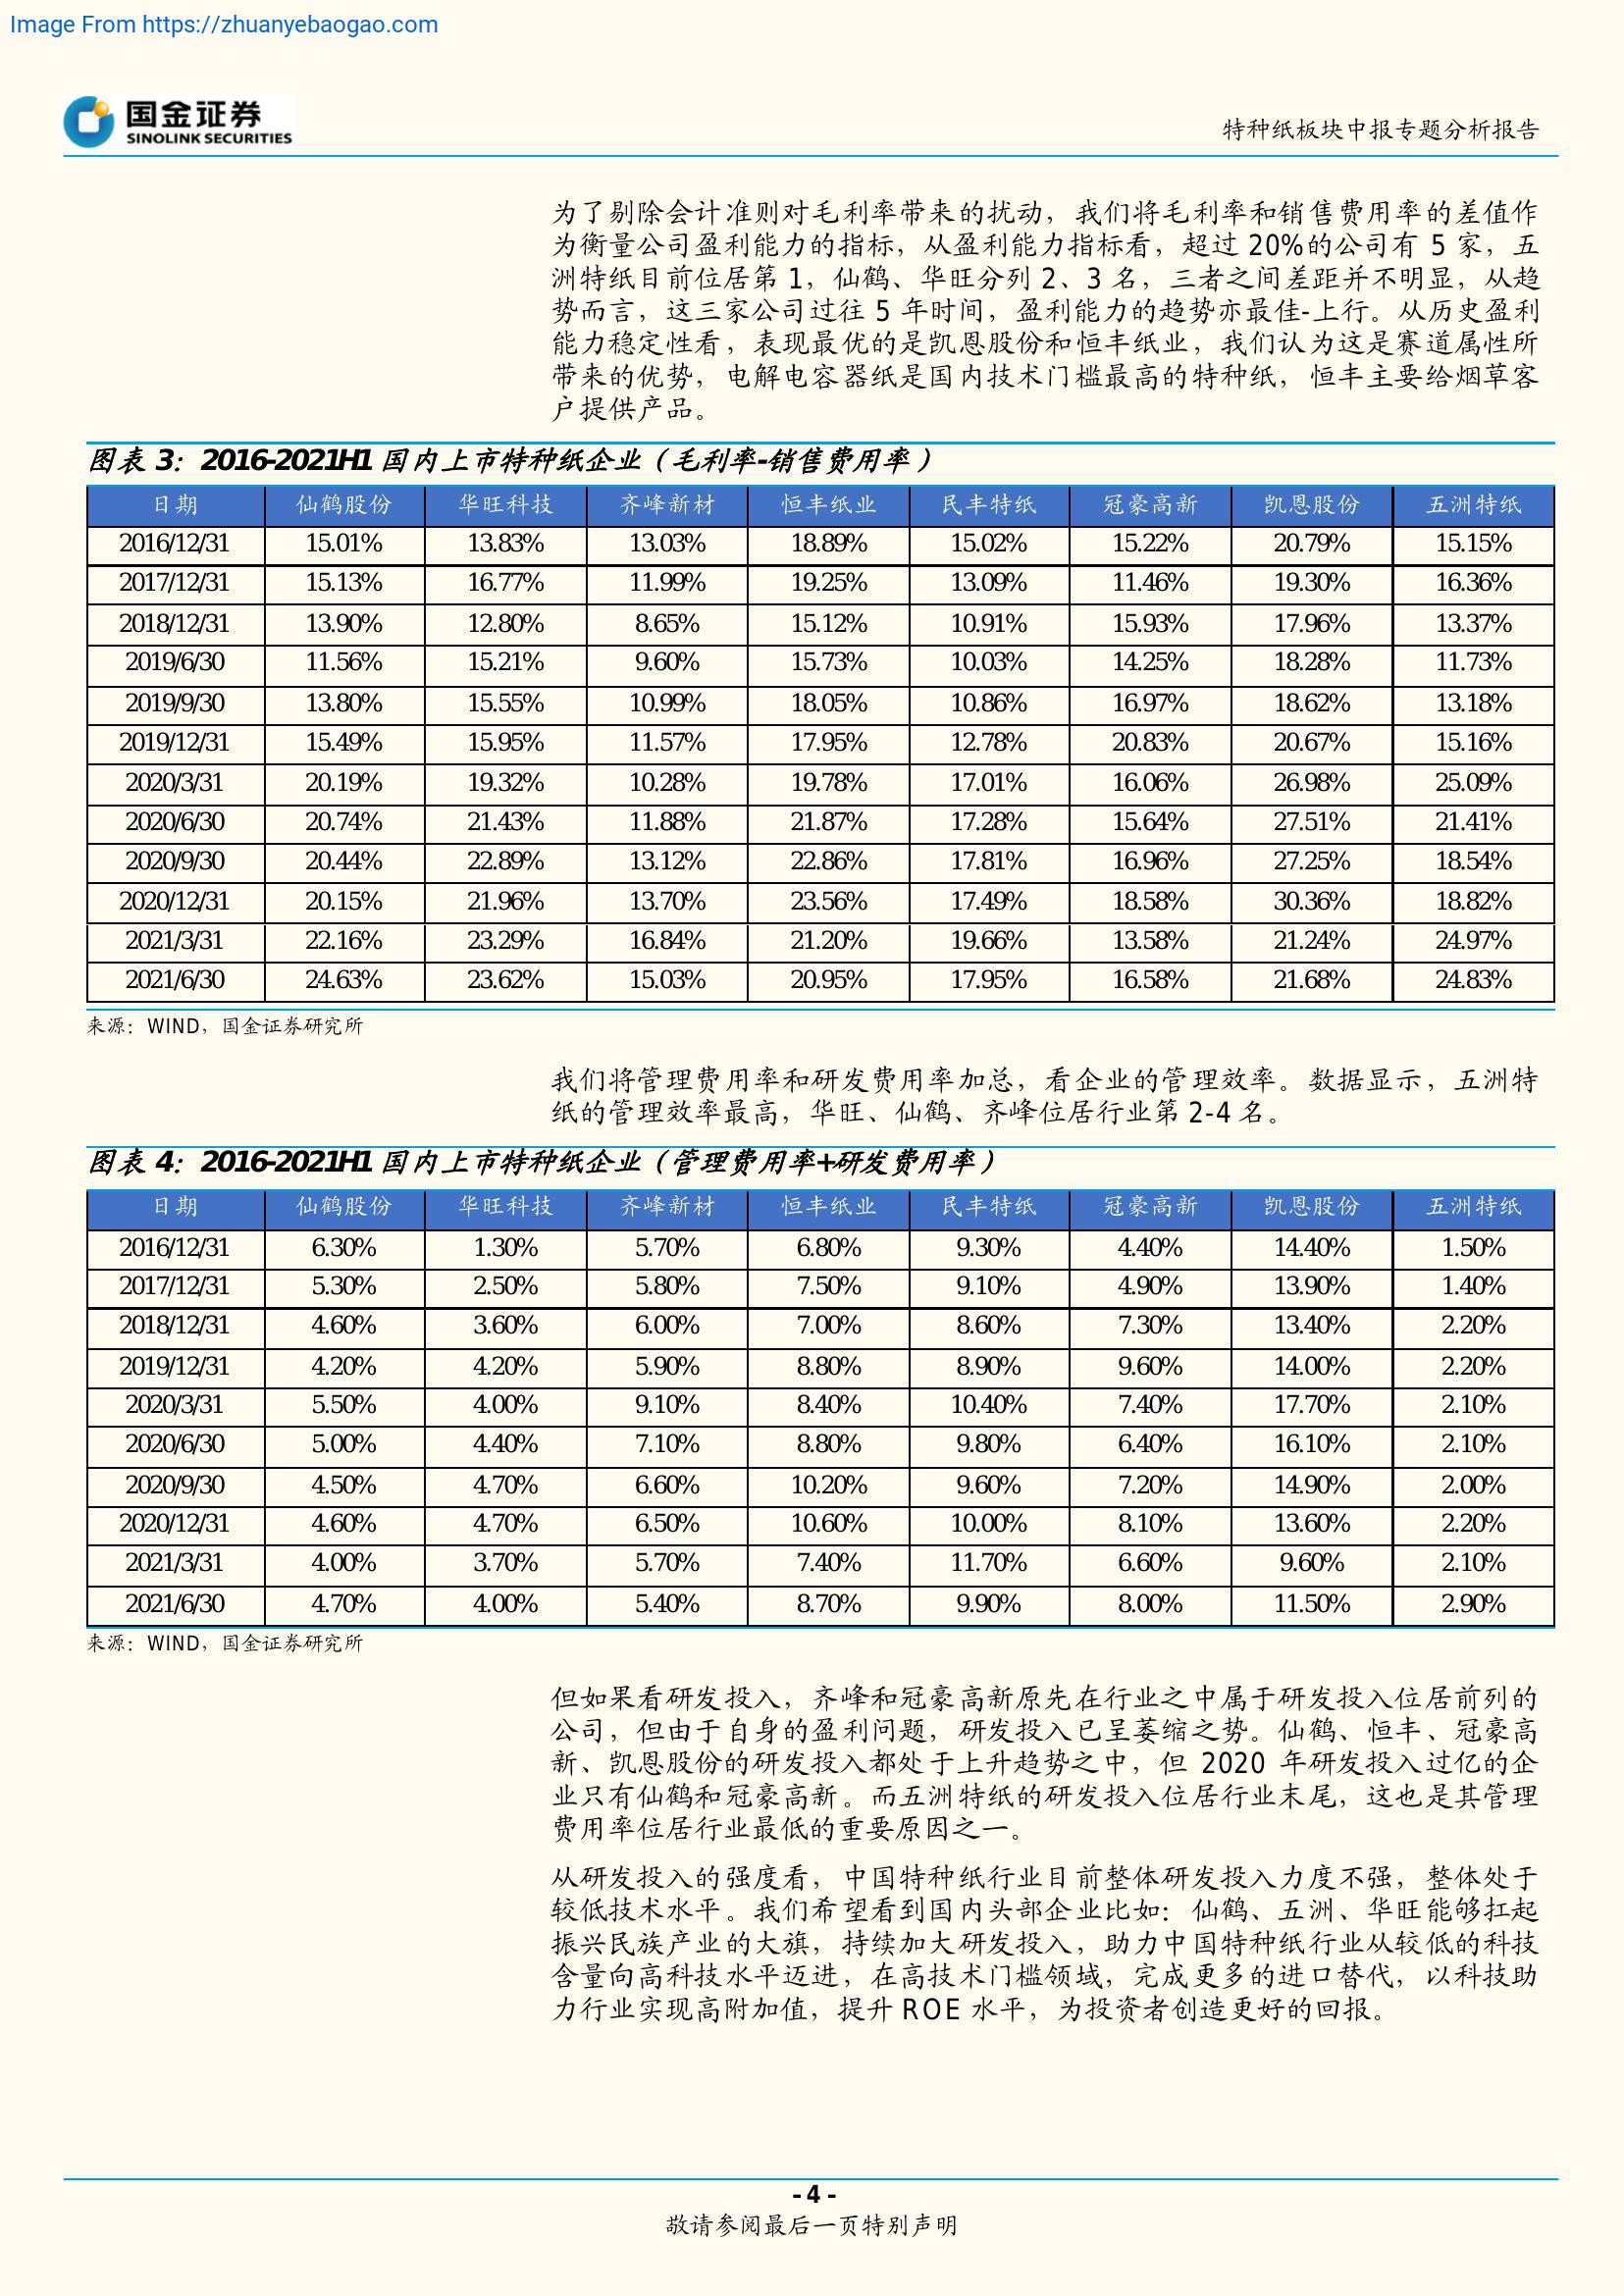 Image From https://zhuanyebaogao.com
国金证券
SINOLINK SECURITIES
特种纸板块中报专题分析报告
为了剔除会计准则对毛利率带来的扰动，我们将毛利率和销售费用率的差值作
为衡量公司盈利能力的指标，从盈利能力指标看，超过 20%的公司有 5 家，五
洲特纸目前位居第 1，仙鹤、华旺分列 2、3 名，三者之间差距并不明显，从趋
势而言，这三家公司过往 5 年时间，盈利能力的趋势亦最佳-上行。从历史盈利
能力稳定性看，表现最优的是凯恩股份和恒丰纸业，我们认为这是赛道属性所
带来的优势，电解电容器纸是国内技术门槛最高的特种纸，恒丰主要给烟草客
户提供产品。
图表 3：2016-2021H1 国内上市特种纸企业（毛利率-销售费用率）
日期 仙鹤股份 华旺科技 齐峰新材 恒丰纸业 民丰特纸 冠豪高新 凯恩股份 五洲特纸
2016/12/31 15.01% 13.83% 13.03% 18.89% 15.02% 15.22% 20.79% 15.15%
2017/12/31 15.13% 16.77% 11.99% 19.25% 13.09% 11.46% 19.30% 16.36%
2018/12/31 13.90% 12.80% 8.65% 15.12% 10.91% 15.93% 17.96% 13.37%
2019/6/30 11.56% 15.21% 9.60% 15.73% 10.03% 14.25% 18.28% 11.73%
2019/9/30 13.80% 15.55% 10.99% 18.05% 10.86% 16.97% 18.62% 13.18%
2019/12/31 15.49% 15.95% 11.57% 17.95% 12.78% 20.83% 20.67% 15.16%
2020/3/31 20.19% 19.32% 10.28% 19.78% 17.01% 16.06% 26.98% 25.09%
2020/6/30 20.74% 21.43% 11.88% 21.87% 17.28% 15.64% 27.51% 21.41%
2020/9/30 20.44% 22.89% 13.12% 22.86% 17.81% 16.96% 27.25% 18.54%
2020/12/31 20.15% 21.96% 13.70% 23.56% 17.49% 18.58% 30.36% 18.82%
2021/3/31 22.16% 23.29% 16.84% 21.20% 19.66% 13.58% 21.24% 24.97%
2021/6/30 24.63% 23.62% 15.03% 20.95% 17.95% 16.58% 21.68% 24.83%
来源：WIND，国金证券研究所
我们将管理费用率和研发费用率加总，看企业的管理效率。数据显示，五洲特
纸的管理效率最高，华旺、仙鹤、齐峰位居行业第 2-4 名。
图表 4：2016-2021H1 国内上市特种纸企业（管理费用率+研发费用率）
日期 仙鹤股份 华旺科技 齐峰新材 恒丰纸业 民丰特纸 冠豪高新 凯恩股份 五洲特纸
2016/12/31 6.30% 1.30% 5.70% 6.80% 9.30% 4.40% 14.40% 1.50%
2017/12/31 5.30% 2.50% 5.80% 7.50% 9.10% 4.90% 13.90% 1.40%
2018/12/31 4.60% 3.60% 6.00% 7.00% 8.60% 7.30% 13.40% 2.20%
2019/12/31 4.20% 4.20% 5.90% 8.80% 8.90% 9.60% 14.00% 2.20%
2020/3/31 5.50% 4.00% 9.10% 8.40% 10.40% 7.40% 17.70% 2.10%
2020/6/30 5.00% 4.40% 7.10% 8.80% 9.80% 6.40% 16.10% 2.10%
2020/9/30 4.50% 4.70% 6.60% 10.20% 9.60% 7.20% 14.90% 2.00%
2020/12/31 4.60% 4.70% 6.50% 10.60% 10.00% 8.10% 13.60% 2.20%
2021/3/31 4.00% 3.70% 5.70% 7.40% 11.70% 6.60% 9.60% 2.10%
2021/6/30 4.70% 4.00% 5.40% 8.70% 9.90% 8.00% 11.50% 2.90%
来源：WIND，国金证券研究所
但如果看研发投入，齐峰和冠豪高新原先在行业之中属于研发投入位居前列的
公司，但由于自身的盈利问题，研发投入已呈萎缩之势。仙鹤、恒丰、冠豪高
新、凯恩股份的研发投入都处于上升趋势之中，但 2020 年研发投入过亿的企
业只有仙鹤和冠豪高新。而五洲特纸的研发投入位居行业末尾，这也是其管理
费用率位居行业最低的重要原因之一。
从研发投入的强度看，中国特种纸行业目前整体研发投入力度不强，整体处于
较低技术水平。我们希望看到国内头部企业比如：仙鹤、五洲、华旺能够扛起
振兴民族产业的大旗，持续加大研发投入，助力中国特种纸行业从较低的科技
含量向高科技水平迈进，在高技术门槛领域，完成更多的进口替代，以科技助
力行业实现高附加值，提升 ROE 水平，为投资者创造更好的回报。
- 4 -
敬请参阅最后一页特别声明